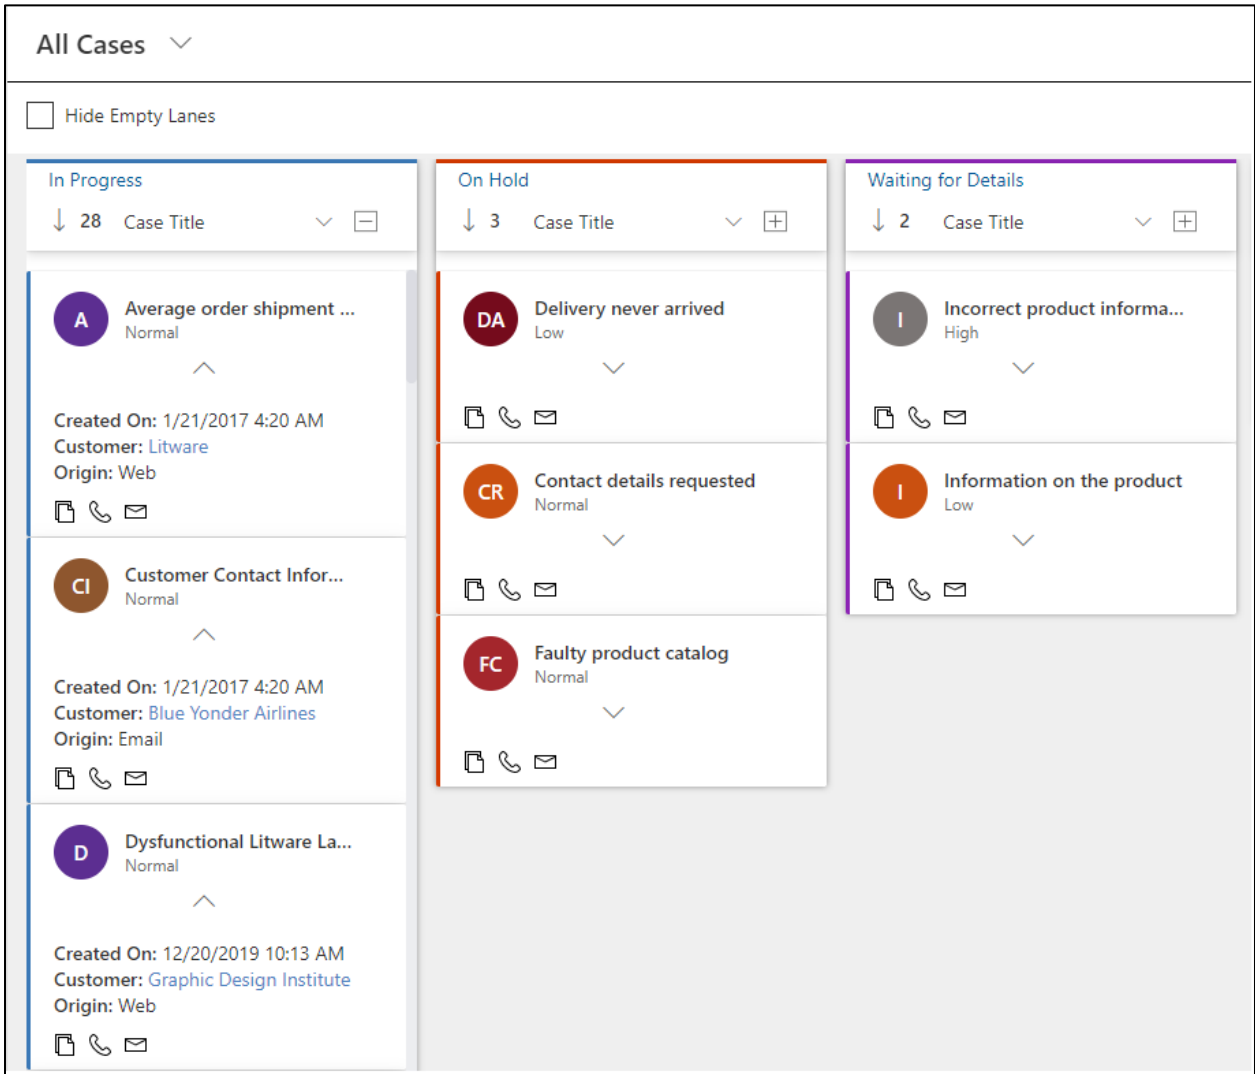 All Cases
Hide Empty Lanes
In Progress
28 Case Title
A
Average order shipment ...
Normal
Created On: 1/21/2017 4:20 AM
Customer: Litware
Origin: Web
CI
Customer Contact Infor...
Normal
Created On: 1/21/2017 4:20 AM
Customer: Blue Yonder Airlines
Origin: Email
D
Dysfunctional Litware La...
Normal
Created On: 12/20/2019 10:13 AM
Customer: Graphic Design Institute
Origin: Web
On Hold
3 Case Title
DA
Delivery never arrived
Low
CR
Contact details requested
Normal
FC
Faulty product catalog
Normal
Waiting for Details
2 Case Title
I
Incorrect product informa...
High
I
Information on the product
Low